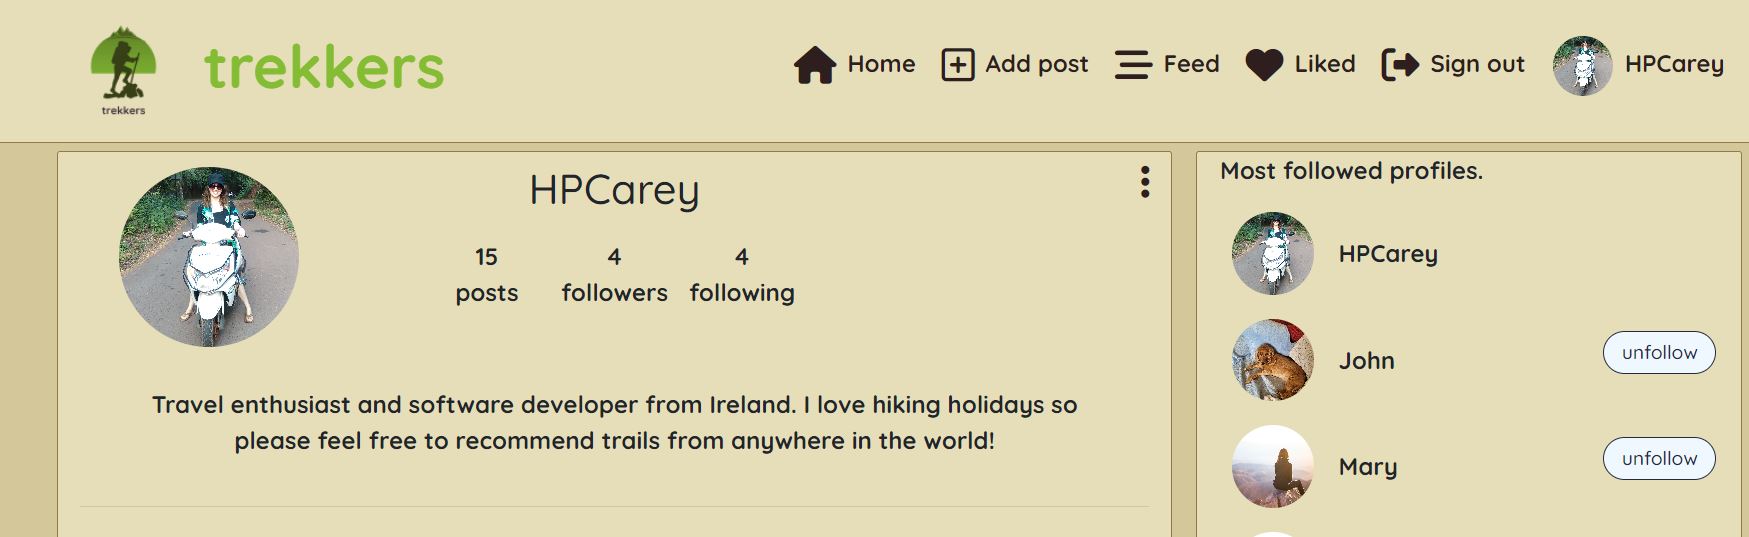 trekkers
trekkers
Home Add post Feed Liked Sign out HPCarey
HPCarey
15 4 4
posts followers following
Travel enthusiast and software developer from Ireland. I love hiking holidays so
please feel free to recommend trails from anywhere in the world!
Most followed profiles.
HPCarey
John unfollow
Mary unfollow